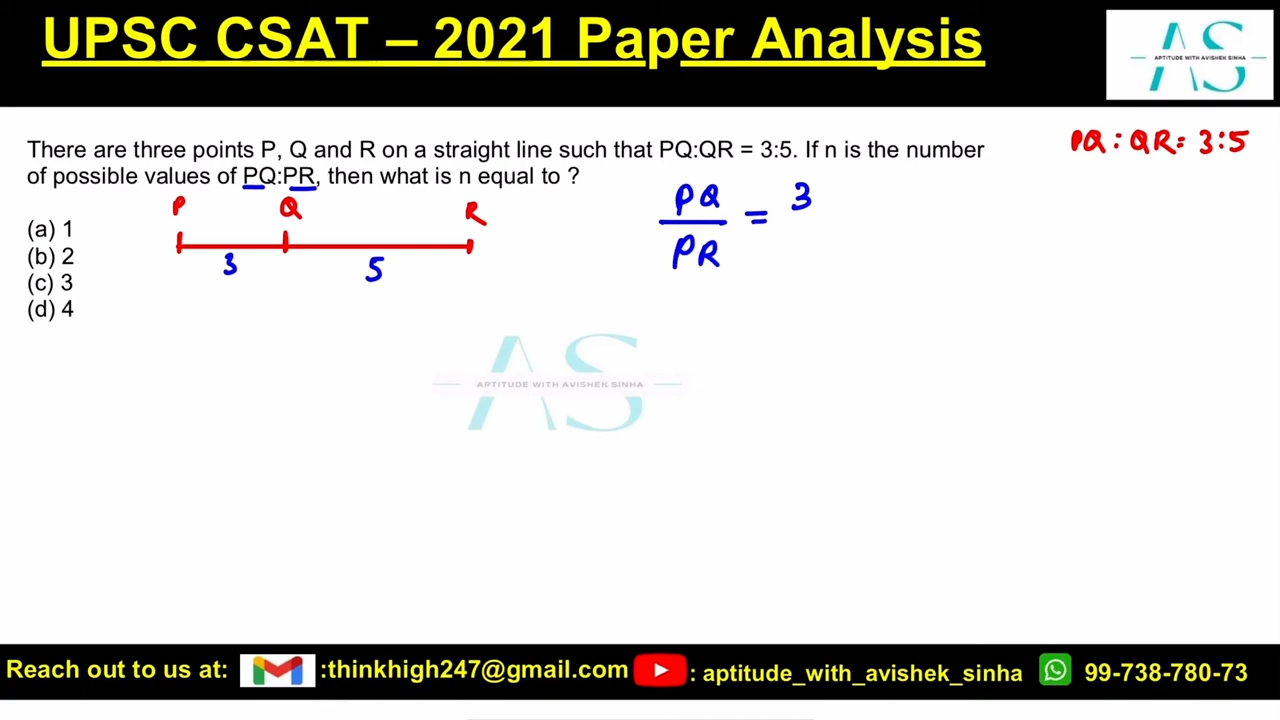 UPSC CSAT – 2021 Paper Analysis
AS
APTITUDE WITH AVISHEK SINHA
There are three points P, Q and R on a straight line such that PQ:QR = 3:5. If n is the number
of possible values of PQ:PR, then what is n equal to ?
PQ : QR = 3:5
(a) 1
(b) 2
(c) 3
(d) 4
P Q R
3 5
PQ = 3
PR
AS
APTITUDE WITH AVISHEK SINHA
Reach out to us at: :thinkhigh247@gmail.com : aptitude_with_avishek_sinha 99-738-780-73